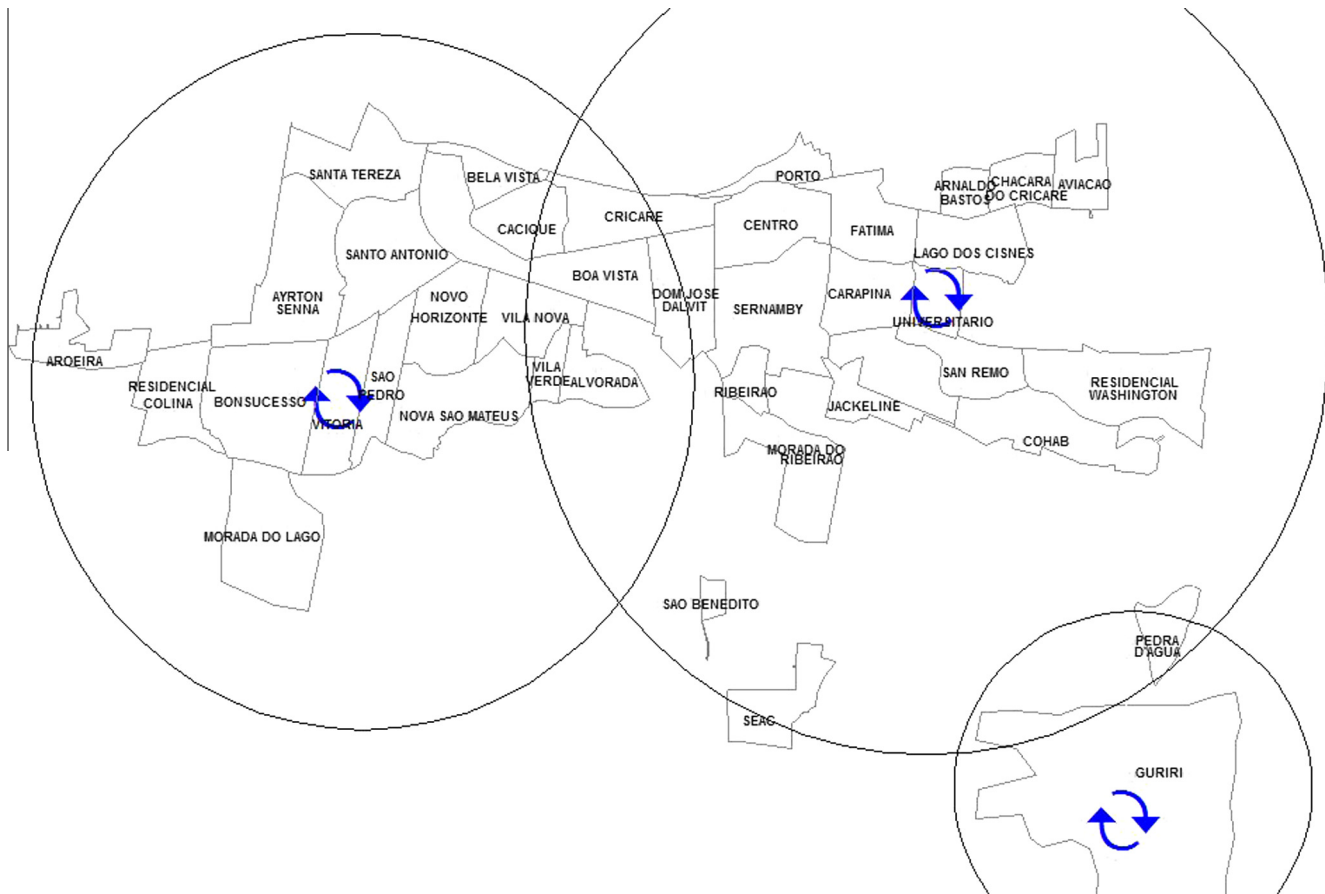 PORTO
SANTA TEREZA
BELA VISTA
ARNALDO
BASTOS
CHACARA
DO CRICARE
AVIACAO
CACIQUE
CRICARE
CENTRO
FATIMA
SANTO ANTONIO
LAGO DOS CISNES
BOA VISTA
AYRTON
SENNA
NOVO
HORIZONTE
VILA NOVA
DOM JOSE
DALVIT
SERNAMBY
CARAPINA
UNIVERSITARIO
AROEIRA
RESIDENCIAL
COLINA
BONSUCESSO
VITORIA
SAO
PEDRO
NOVA SAO MATEUS
VILA
VERDE
ALVORADA
RIBEIRAO
JACKELINE
SAN REMO
RESIDENCIAL
WASHINGTON
COHAB
MORADA DO
RIBEIRAO
MORADA DO LAGO
SAO BENEDITO
PEDRA
D'AGUA
SEAC
GURIRI